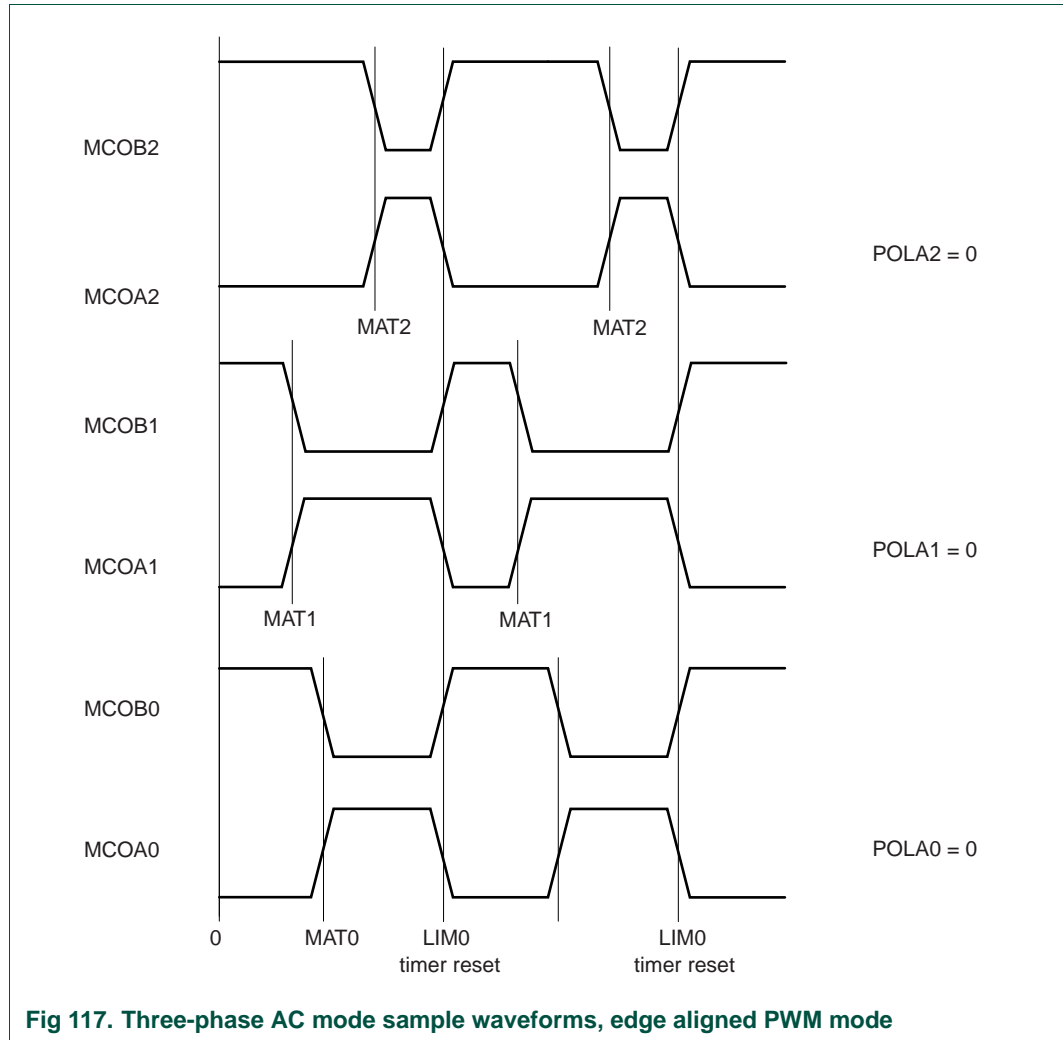 MCOB2
POLA2 = 0
MCOA2
MAT2 MAT2
MCOB1
POLA1 = 0
MCOA1
MAT1 MAT1
MCOB0
MCOA0 POLA0 = 0
0 MAT0 LIM0 LIM0
timer reset timer reset
Fig 117. Three-phase AC mode sample waveforms, edge aligned PWM mode